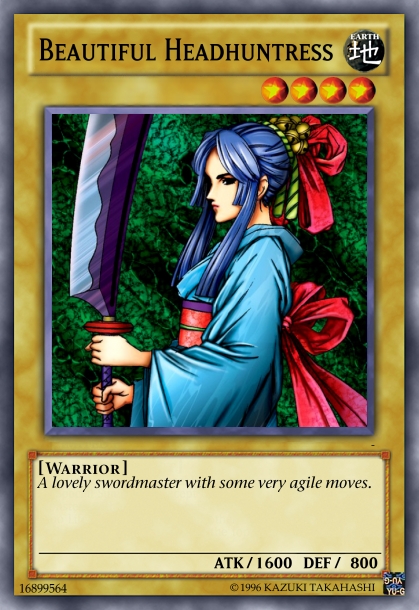 BEAUTIFUL HEADHUNTRESS
EARTH
地
[WARRIOR]
A lovely swordmaster with some very agile moves.
ATK / 1600 DEF / 800
16899564
©1996 KAZUKI TAKAHASHI